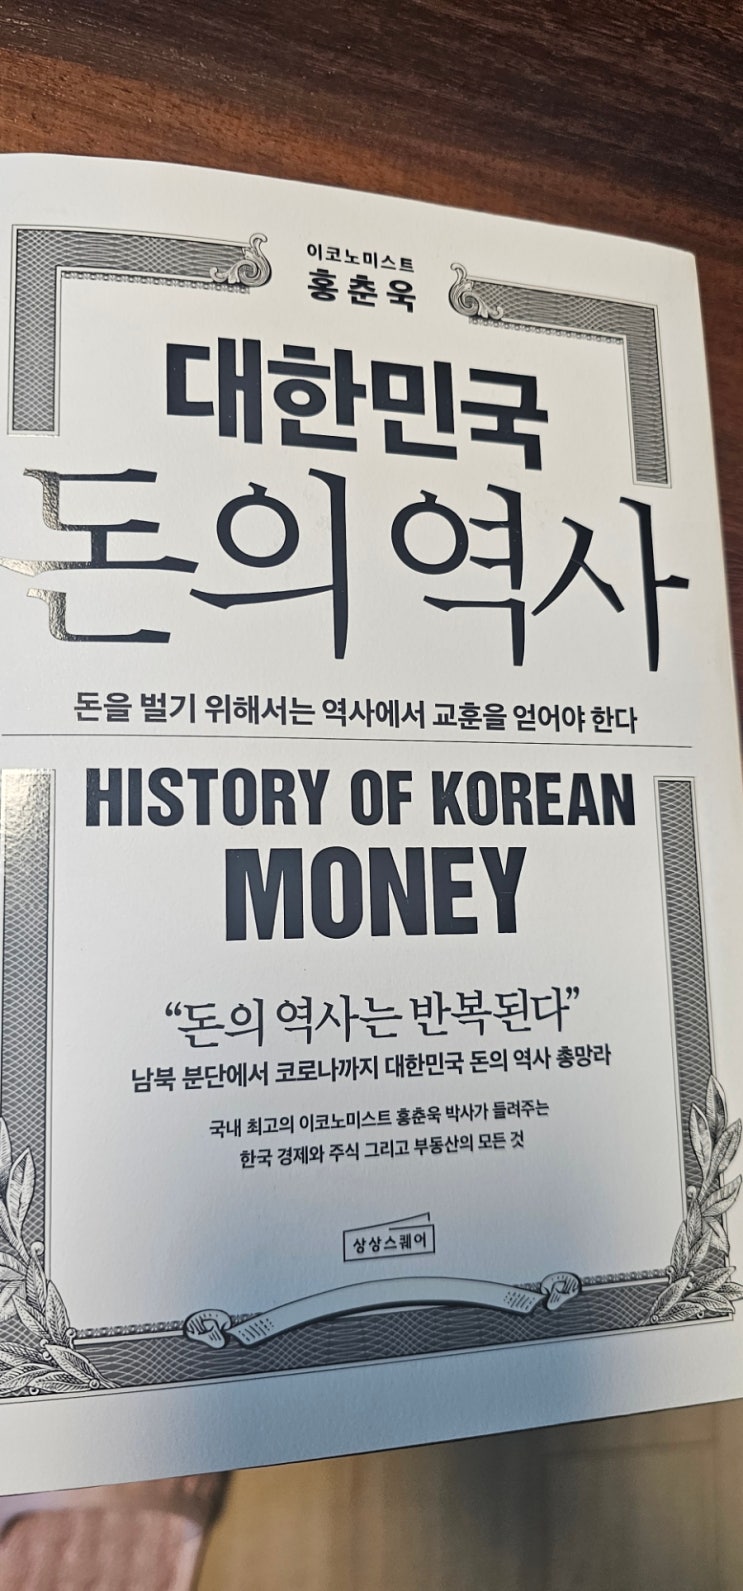 이코노미스트
홍춘욱
대한민국
돈의 역사
돈을 벌기 위해서는 역사에서 교훈을 얻어야 한다
HISTORY OF KOREAN
MONEY
“돈의 역사는 반복된다”
남북 분단에서 코로나까지 대한민국 돈의 역사 총망라
국내 최고의 이코노미스트 홍춘욱 박사가 들려주는
한국 경제와 주식 그리고 부동산의 모든 것
상상스퀘어